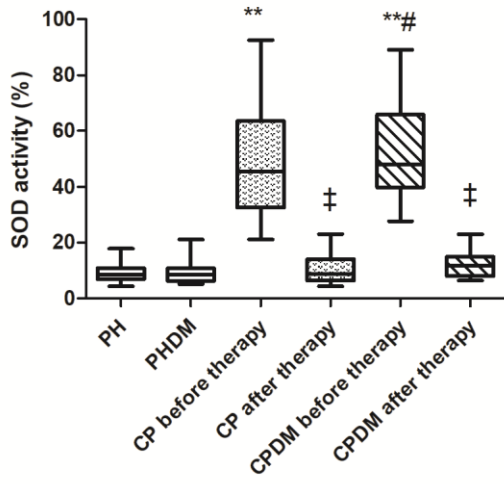 SOD activity (%)
100
80
60
40
20
0
**
‡
**#
‡
PH
PHDM
CP before therapy
CP after therapy
CPDM before therapy
CPDM after therapy